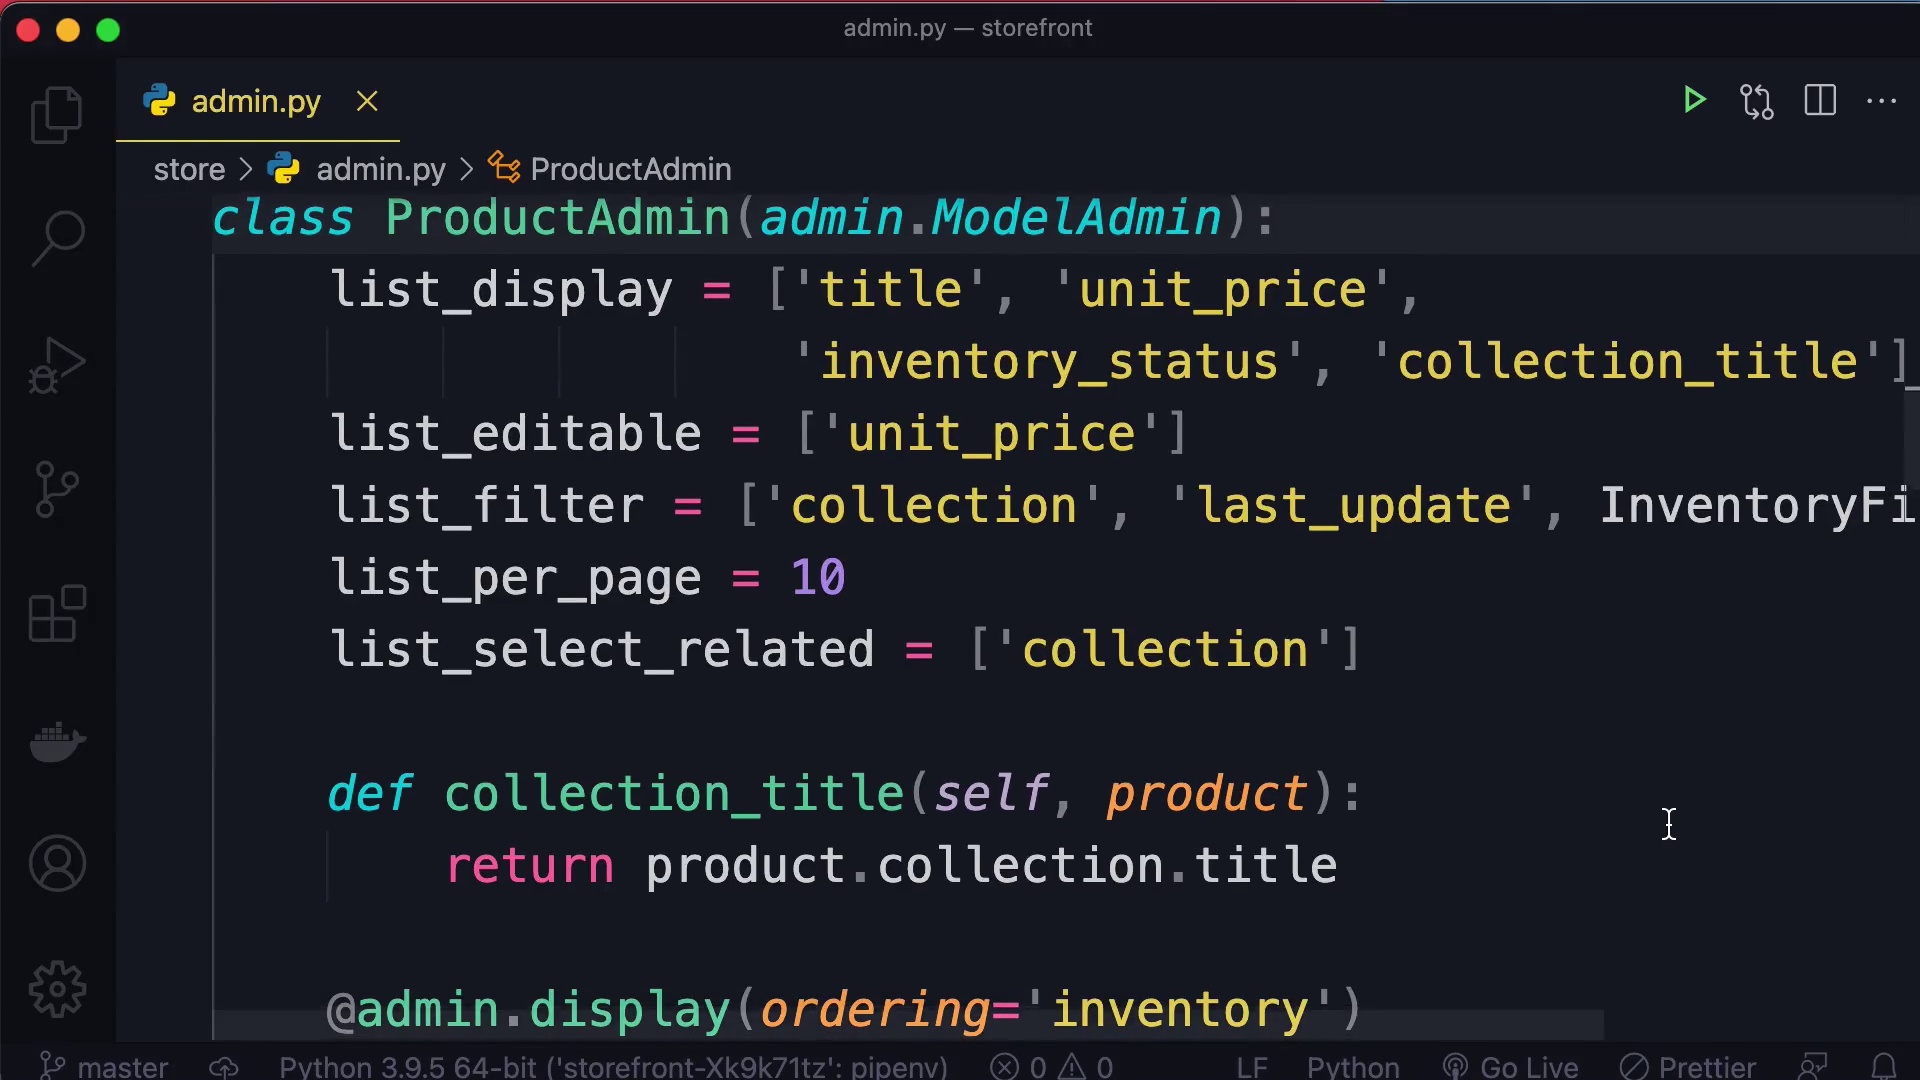 admin.py — storefront
admin.py
store > admin.py > ProductAdmin
class ProductAdmin(admin.ModelAdmin):
list_display = ['title', 'unit_price',
'inventory_status', 'collection_title']
list_editable = ['unit_price']
list_filter = ['collection', 'last_update', InventoryFi
list_per_page = 10
list_select_related = ['collection']
def collection_title(self, product):
return product.collection.title
@admin.display(ordering='inventory')
master Python 3.9.5 64-bit ('storefront-Xk9k71tz': pipenv) 0 0 LF Python Go Live Prettier